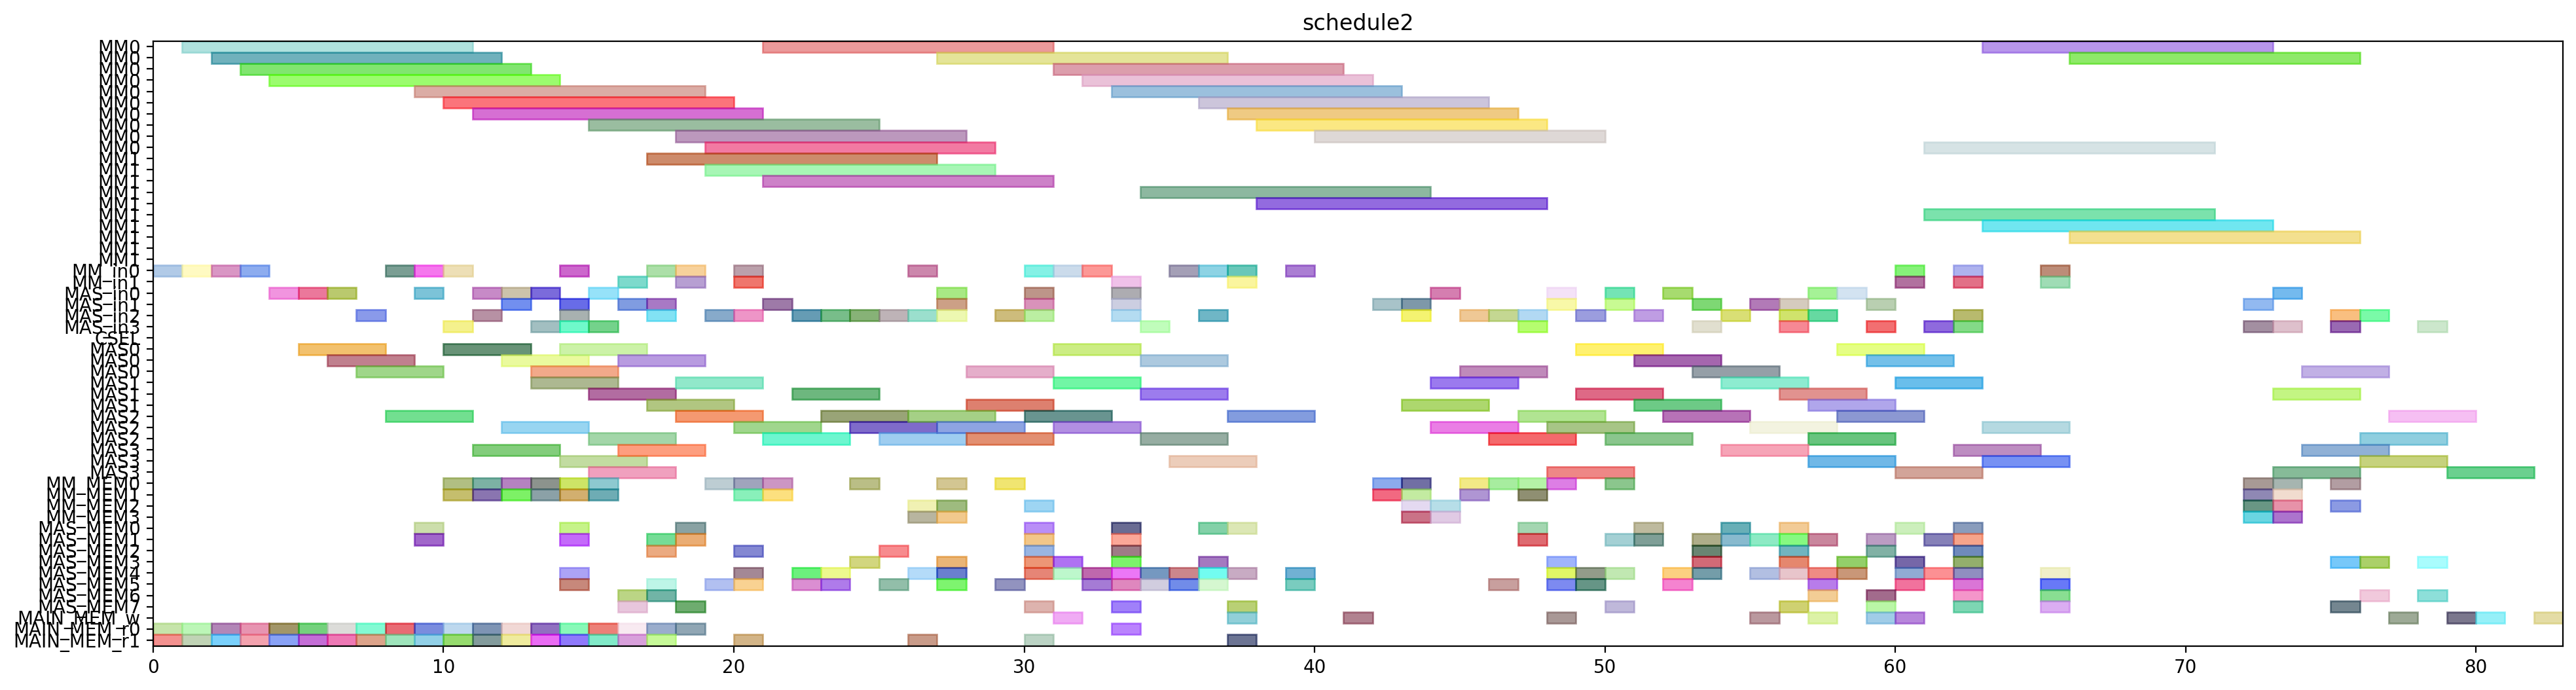 schedule2
MM0
MM0
MM0
MM0
MM0
MM0
MM0
MM0
MM0
MM0
MM1
MM1
MM1
MM1
MM1
MM1
MM1
MM1
MM1
MM1
MM_in0
MM_in1
MAS_in0
MAS_in1
MAS_in2
MAS_in3
CSEL
MAS0
MAS0
MAS0
MAS1
MAS1
MAS1
MAS2
MAS2
MAS2
MAS3
MAS3
MAS3
MM_MEM0
MM_MEM1
MM_MEM2
MM_MEM3
MAS_MEM0
MAS_MEM1
MAS_MEM2
MAS_MEM3
MAS_MEM4
MAS_MEM5
MAS_MEM6
MAS_MEM7
MAIN_MEM_w
MAIN_MEM_r0
MAIN_MEM_r1
0 10 20 30 40 50 60 70 80